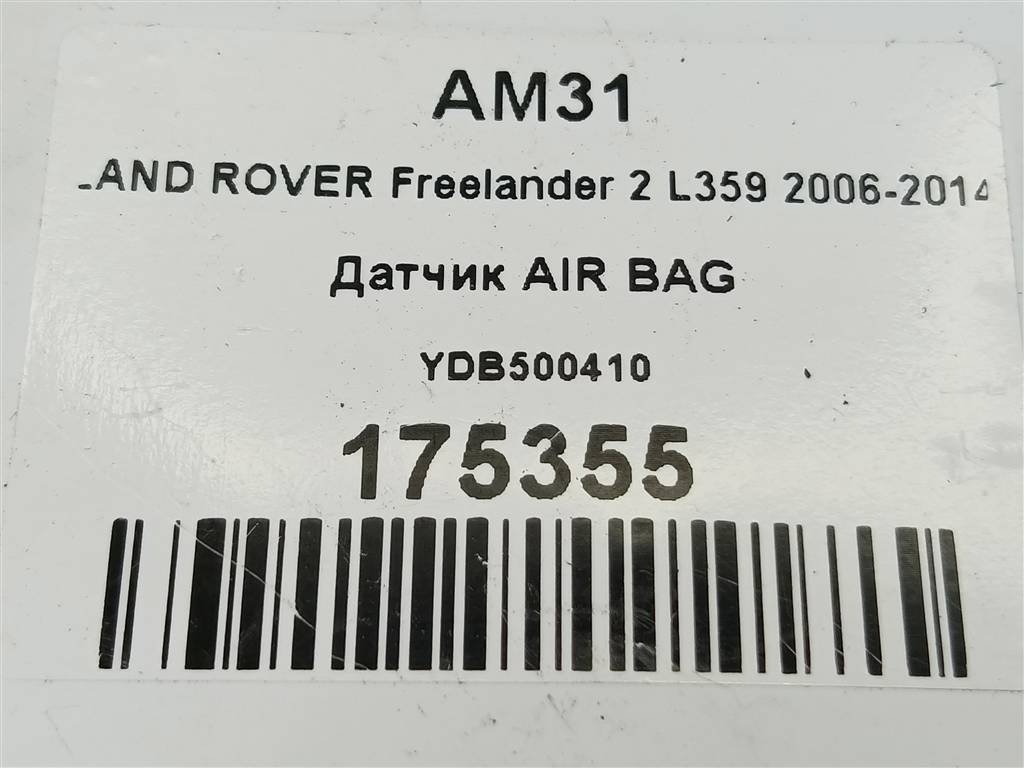 AM31
LAND ROVER Freelander 2 L359 2006-2014
Датчик AIR BAG
YDB500410
175355